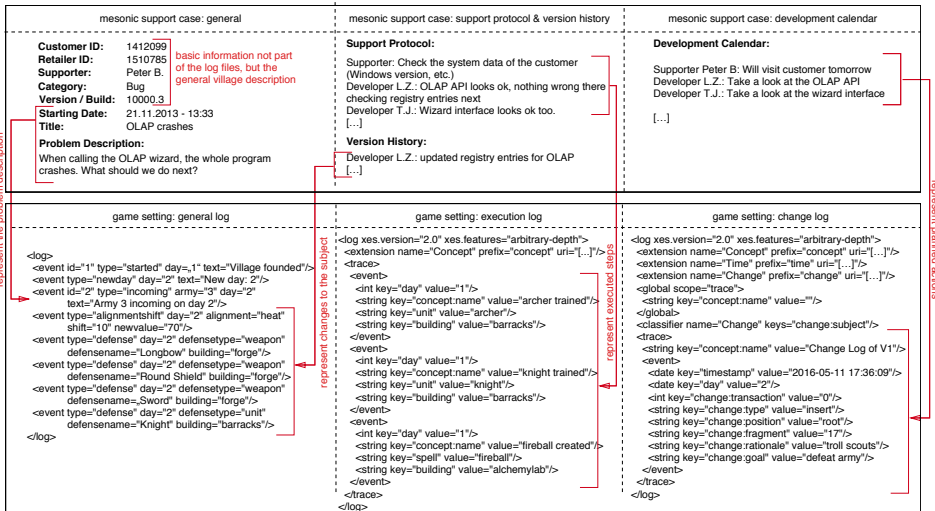 mesonic support case: general
Customer ID: 1412099
Retailer ID: 1510785
Supporter: Peter B.
Category: Bug
Version / Build: 10000.3
Starting Date: 21.11.2013 - 13:33
Title: OLAP crashes
Problem Description:
When calling the OLAP wizard, the whole program
crashes. What should we do next?
basic information not part
of the log files, but the
general village description
mesonic support case: support protocol & version history
Support Protocol:
Supporter: Check the system data of the customer
(Windows version, etc.)
Developer L.Z.: OLAP API looks ok, nothing wrong there
checking registry entries next
Developer T.J.: Wizard interface looks ok too.
[...]
Version History:
Developer L.Z.: updated registry entries for OLAP
[...]
mesonic support case: development calendar
Development Calendar:
Supporter Peter B: Will visit customer tomorrow
Developer L.Z.: Take a look at the OLAP API
Developer T.J.: Take a look at the wizard interface
[...]
represent the problem description
game setting: general log
<log>
<event id="1" type="started" day=„1“ text="Village founded"/>
<event type="newday" day="2" text="New day: 2"/>
<event id="2" type="incoming" army="3" day="2"
text="Army 3 incoming on day 2"/>
<event type="alignmentshift" day="2" alignment="heat"
shift="10" newvalue="70"/>
<event type="defense" day="2" defensetype="weapon"
defensename="Longbow" building="forge"/>
<event type="defense" day="2" defensetype="weapon"
defensename="Round Shield" building="forge"/>
<event type="defense" day="2" defensetype="weapon"
defensename=„Sword" building="forge"/>
<event type="defense" day="2" defensetype="unit"
defensename="Knight" building="barracks"/>
</log>
represent changes to the subject
game setting: execution log
<log xes.version="2.0" xes.features="arbitrary-depth">
<extension name="Concept" prefix="concept" uri="[...]"/>
<trace>
<event>
<int key="day" value="1"/>
<string key="concept:name" value="archer trained"/>
<string key="unit" value="archer"/>
<string key="building" value="barracks"/>
</event>
<event>
<int key="day" value="1"/>
<string key="concept:name" value="knight trained"/>
<string key="unit" value="knight"/>
<string key="building" value="barracks"/>
</event>
<event>
<int key="day" value="1"/>
<string key="concept:name" value="fireball created"/>
<string key="spell" value="fireball"/>
<string key="building" value="alchemylab"/>
</event>
</trace>
</log>
represent executed steps
game setting: change log
<log xes.version="2.0" xes.features="arbitrary-depth">
<extension name="Concept" prefix="concept" uri="[...]"/>
<extension name="Time" prefix="time" uri="[...]"/>
<extension name="Change" prefix="change" uri="[...]"/>
<global scope="trace">
<string key="concept:name" value=""/>
</global>
<classifier name="Change" keys="change:subject"/>
<trace>
<string key="concept:name" value="Change Log of V1"/>
<event>
<date key="timestamp" value="2016-05-11 17:36:09"/>
<date key="day" value="2"/>
<int key="change:transaction" value="0"/>
<string key="change:type" value="insert"/>
<string key="change:position" value="root"/>
<string key="change:fragment" value="17"/>
<string key="change:rationale" value="troll scouts"/>
<string key="change:goal" value="defeat army"/>
</event>
</trace>
</log>
represent planned actions